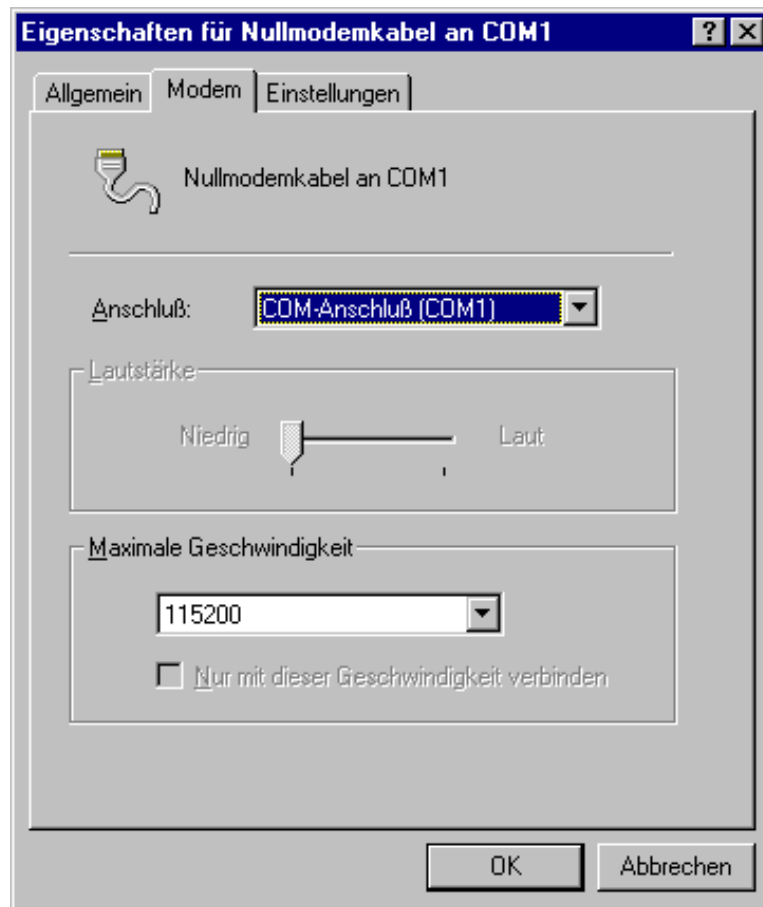 Eigenschaften für Nullmodemkabel an COM1
Allgemein Modem Einstellungen
Nullmodemkabel an COM1
Anschluß: COM-Anschluß (COM1)
Lautstärke
Niedrig Laut
Maximale Geschwindigkeit
115200
Nur mit dieser Geschwindigkeit verbinden
OK Abbrechen